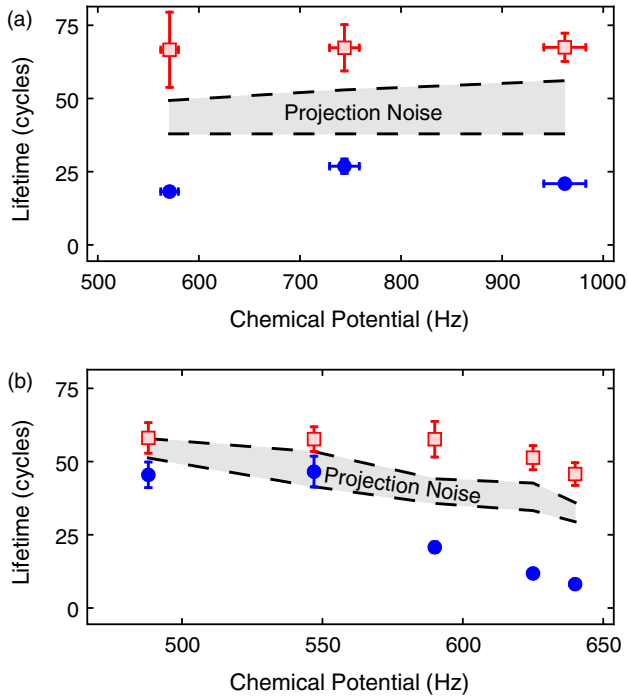 (a)
75
50
25
0
Lifetime (cycles)
Projection Noise
500 600 700 800 900 1000
Chemical Potential (Hz)
(b)
75
50
25
0
Lifetime (cycles)
Projection Noise
500 550 600 650
Chemical Potential (Hz)